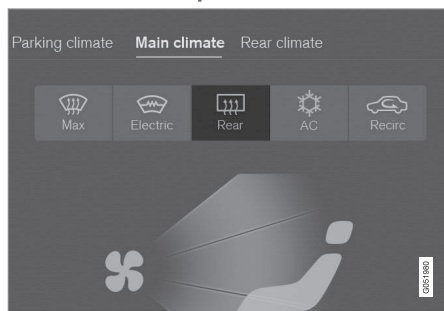 Parking climate Main climate Rear climate
Max Electric Rear AC Recirc
G051980